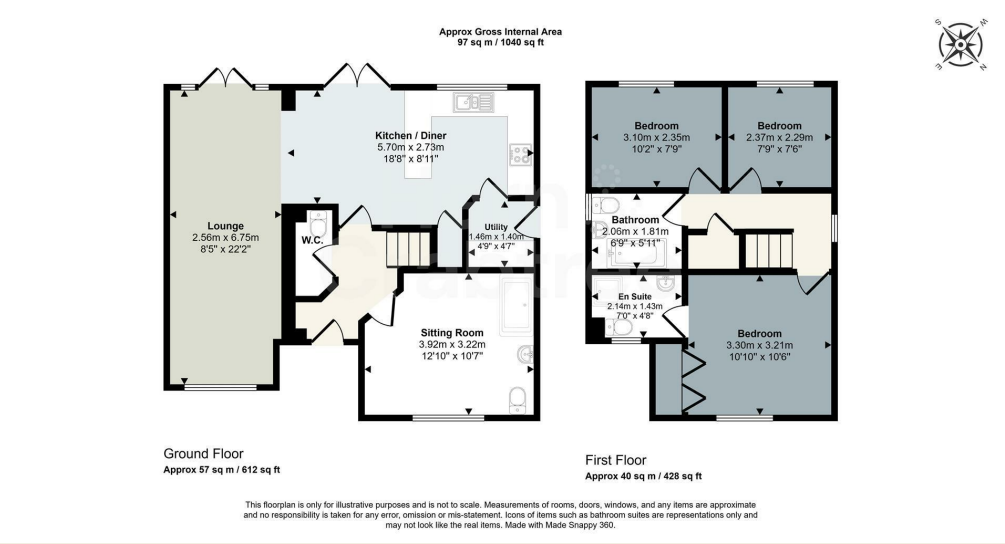 Approx Gross Internal Area
97 sq m / 1040 sq ft
S
W
E
N
Kitchen / Diner
5.70m x 2.73m
18'8" x 8'11"
Lounge
2.56m x 6.75m
8'5" x 22'2"
W.C.
Utility
1.46m x 1.40m
4'9" x 4'7"
Sitting Room
3.92m x 3.22m
12'10" x 10'7"
Bedroom
3.10m x 2.35m
10'2" x 7'9"
Bedroom
2.37m x 2.29m
7'9" x 7'6"
Bathroom
2.06m x 1.81m
6'9" x 5'11"
En Suite
2.14m x 1.43m
7'0" x 4'8"
Bedroom
3.30m x 3.21m
10'10" x 10'6"
Ground Floor
Approx 57 sq m / 612 sq ft
First Floor
Approx 40 sq m / 428 sq ft
This floorplan is only for illustrative purposes and is not to scale. Measurements of rooms, doors, windows, and any items are approximate
and no responsibility is taken for any error, omission or mis-statement. Icons of items such as bathroom suites are representations only and
may not look like the real items. Made with Made Snappy 360.